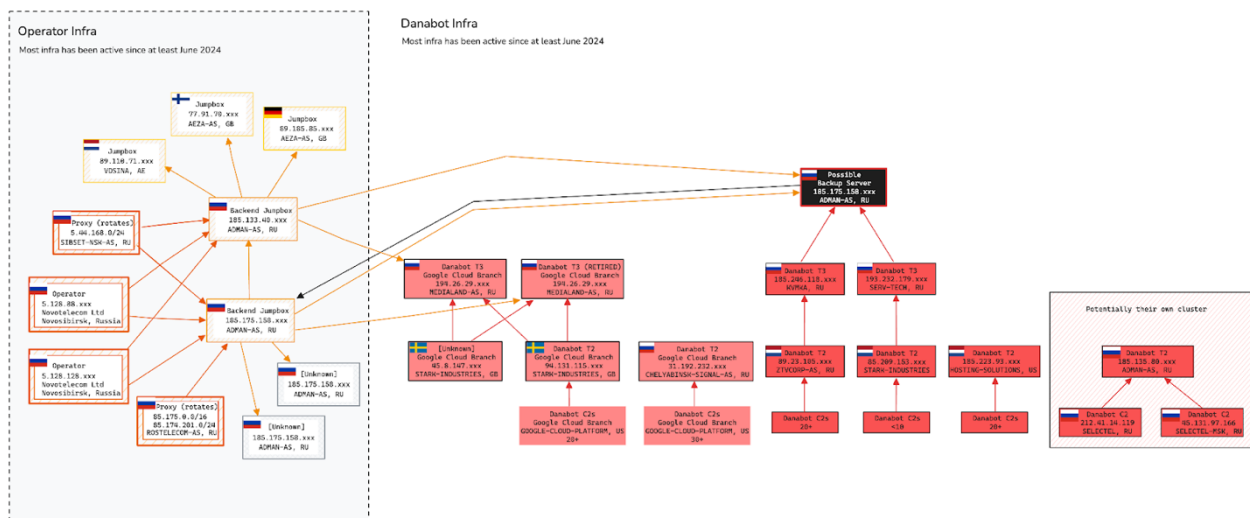 Operator Infra
Most infra has been active since at least June 2024
Danabot Infra
Most infra has been active since at least June 2024
Jumpbox
77.91.70.xxx
AEZA-AS, GB
Jumpbox
89.185.85.xxx
AEZA-AS, GB
Jumpbox
89.110.71.xxx
VDSINA, AE
Backend Jumpbox
185.133.40.xxx
ADMAN-AS, RU
Proxy (rotates)
5.44.168.0/24
SIBSET-NSK-AS, RU
Operator
5.128.88.xxx
Novotelecom Ltd
Novosibirsk, Russia
Backend Jumpbox
185.175.158.xxx
ADMAN-AS, RU
Operator
5.128.128.xxx
Novotelecom Ltd
Novosibirsk, Russia
[Unknown]
185.175.158.xxx
ADMAN-AS, RU
Proxy (rotates)
85.175.0.0/16
85.174.201.0/24
ROSTELECOM-AS, RU
[Unknown]
185.175.158.xxx
ADMAN-AS, RU
Possible
Backup Server
185.175.158.xxx
ADMAN-AS, RU
Danabot T3
Google Cloud Branch
194.26.29.xxx
MEDIALAND-AS, RU
Danabot T3 (RETIRED)
Google Cloud Branch
194.26.29.xxx
MEDIALAND-AS, RU
Danabot T3
185.246.118.xxx
KVMKA, RU
Danabot T3
193.232.179.xxx
SERV-TECH, RU
[Unknown]
Google Cloud Branch
45.8.147.xxx
STARK-INDUSTRIES, GB
Danabot T2
Google Cloud Branch
94.131.115.xxx
STARK-INDUSTRIES, GB
Danabot T2
Google Cloud Branch
31.192.232.xxx
CHELYABINSK-SIGNAL-AS, RU
Danabot T2
89.23.105.xxx
ZTVCORP-AS, RU
Danabot T2
85.209.153.xxx
STARK-INDUSTRIES
Danabot T2
185.223.93.xxx
HOSTING-SOLUTIONS, US
Danabot C2s
Google Cloud Branch
GOOGLE-CLOUD-PLATFORM, US
20+
Danabot C2s
Google Cloud Branch
GOOGLE-CLOUD-PLATFORM, US
30+
Danabot C2s
20+
Danabot C2s
<10
Danabot C2s
20+
Potentially their own cluster
Danabot T2
185.135.80.xxx
ADMAN-AS, RU
Danabot C2
212.41.14.119
SELECTEL, RU
Danabot C2
45.131.97.166
SELECTEL-MSK, RU